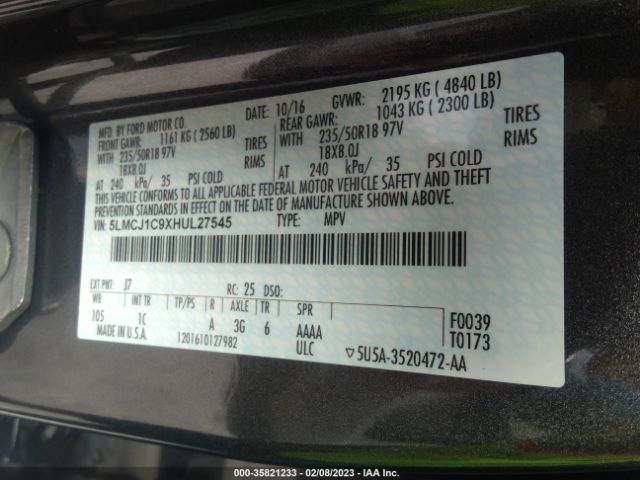 MFD. BY FORD MOTOR CO.
DATE: 10/16 GVWR: 2195 KG ( 4840 LB)
FRONT GAWR: 1161 KG ( 2560 LB) REAR GAWR: 1043 KG ( 2300 LB)
WITH 235/50R18 97V TIRES WITH 235/50R18 97V TIRES
18X8.0J RIMS 18X8.0J RIMS
AT 240 kPa/ 35 PSI COLD AT 240 kPa/ 35 PSI COLD
THIS VEHICLE CONFORMS TO ALL APPLICABLE FEDERAL MOTOR VEHICLE SAFETY AND THEFT
PREVENTION STANDARDS IN EFFECT ON THE DATE OF MANUFACTURE SHOWN ABOVE.
VIN: 5LMCJ1C9XHUL27545 TYPE: MPV
EXT PNT: J7 RC: 25 DSO:
WB INT TR TP/PS R AXLE TR SPR
105 1C A 3G 6 AAAA F0039
MADE IN U.S.A. 1201610127982 ULC T0173
▽5U5A-3520472-AA
000-35821233 - 02/08/2023 - IAA Inc.